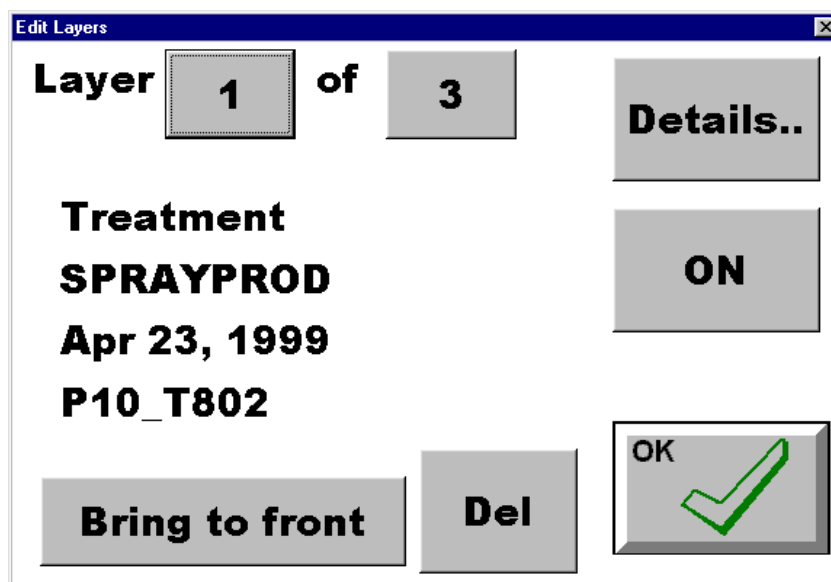 Edit Layers
Layer 1 of 3
Details..
Treatment
SPRAYPROD
ON
Apr 23, 1999
P10_T802
OK
Bring to front
Del